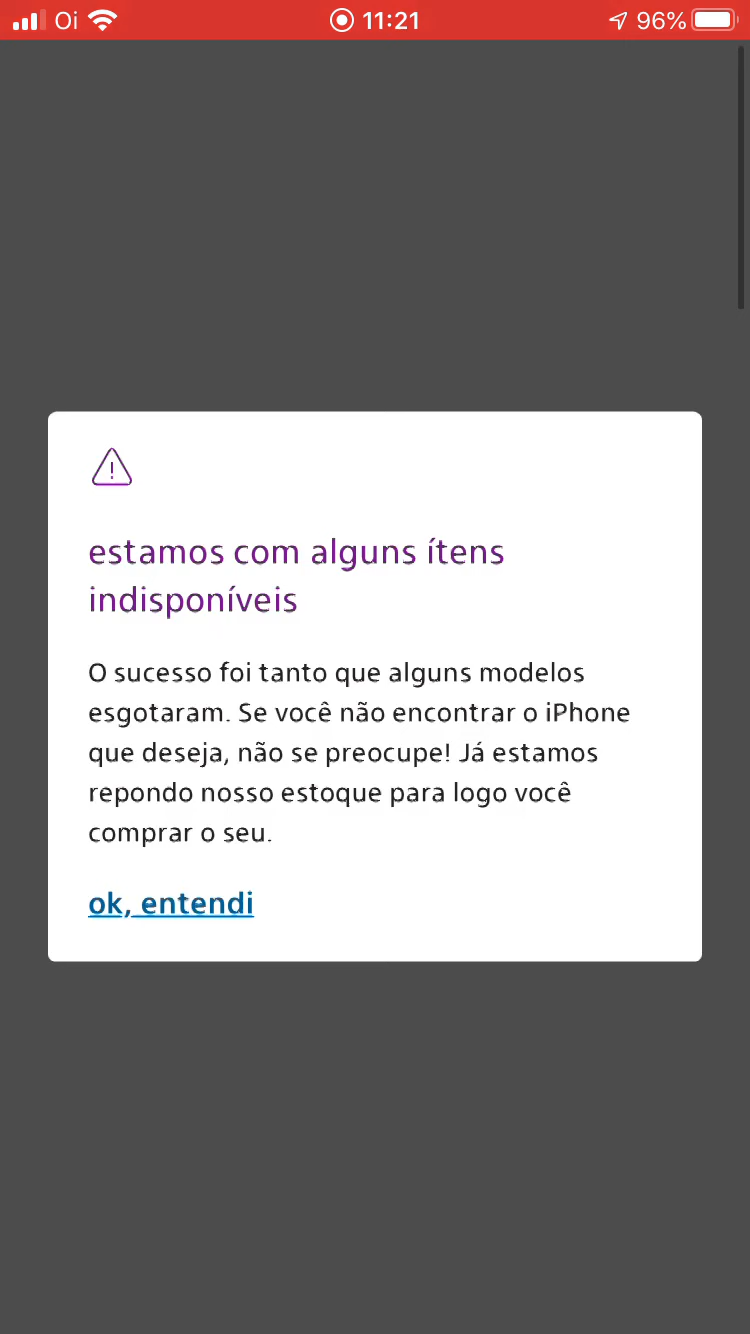 Oi 11:21 96%
estamos com alguns ítens
indisponíveis
O sucesso foi tanto que alguns modelos
esgotaram. Se você não encontrar o iPhone
que deseja, não se preocupe! Já estamos
repondo nosso estoque para logo você
comprar o seu.
ok, entendi